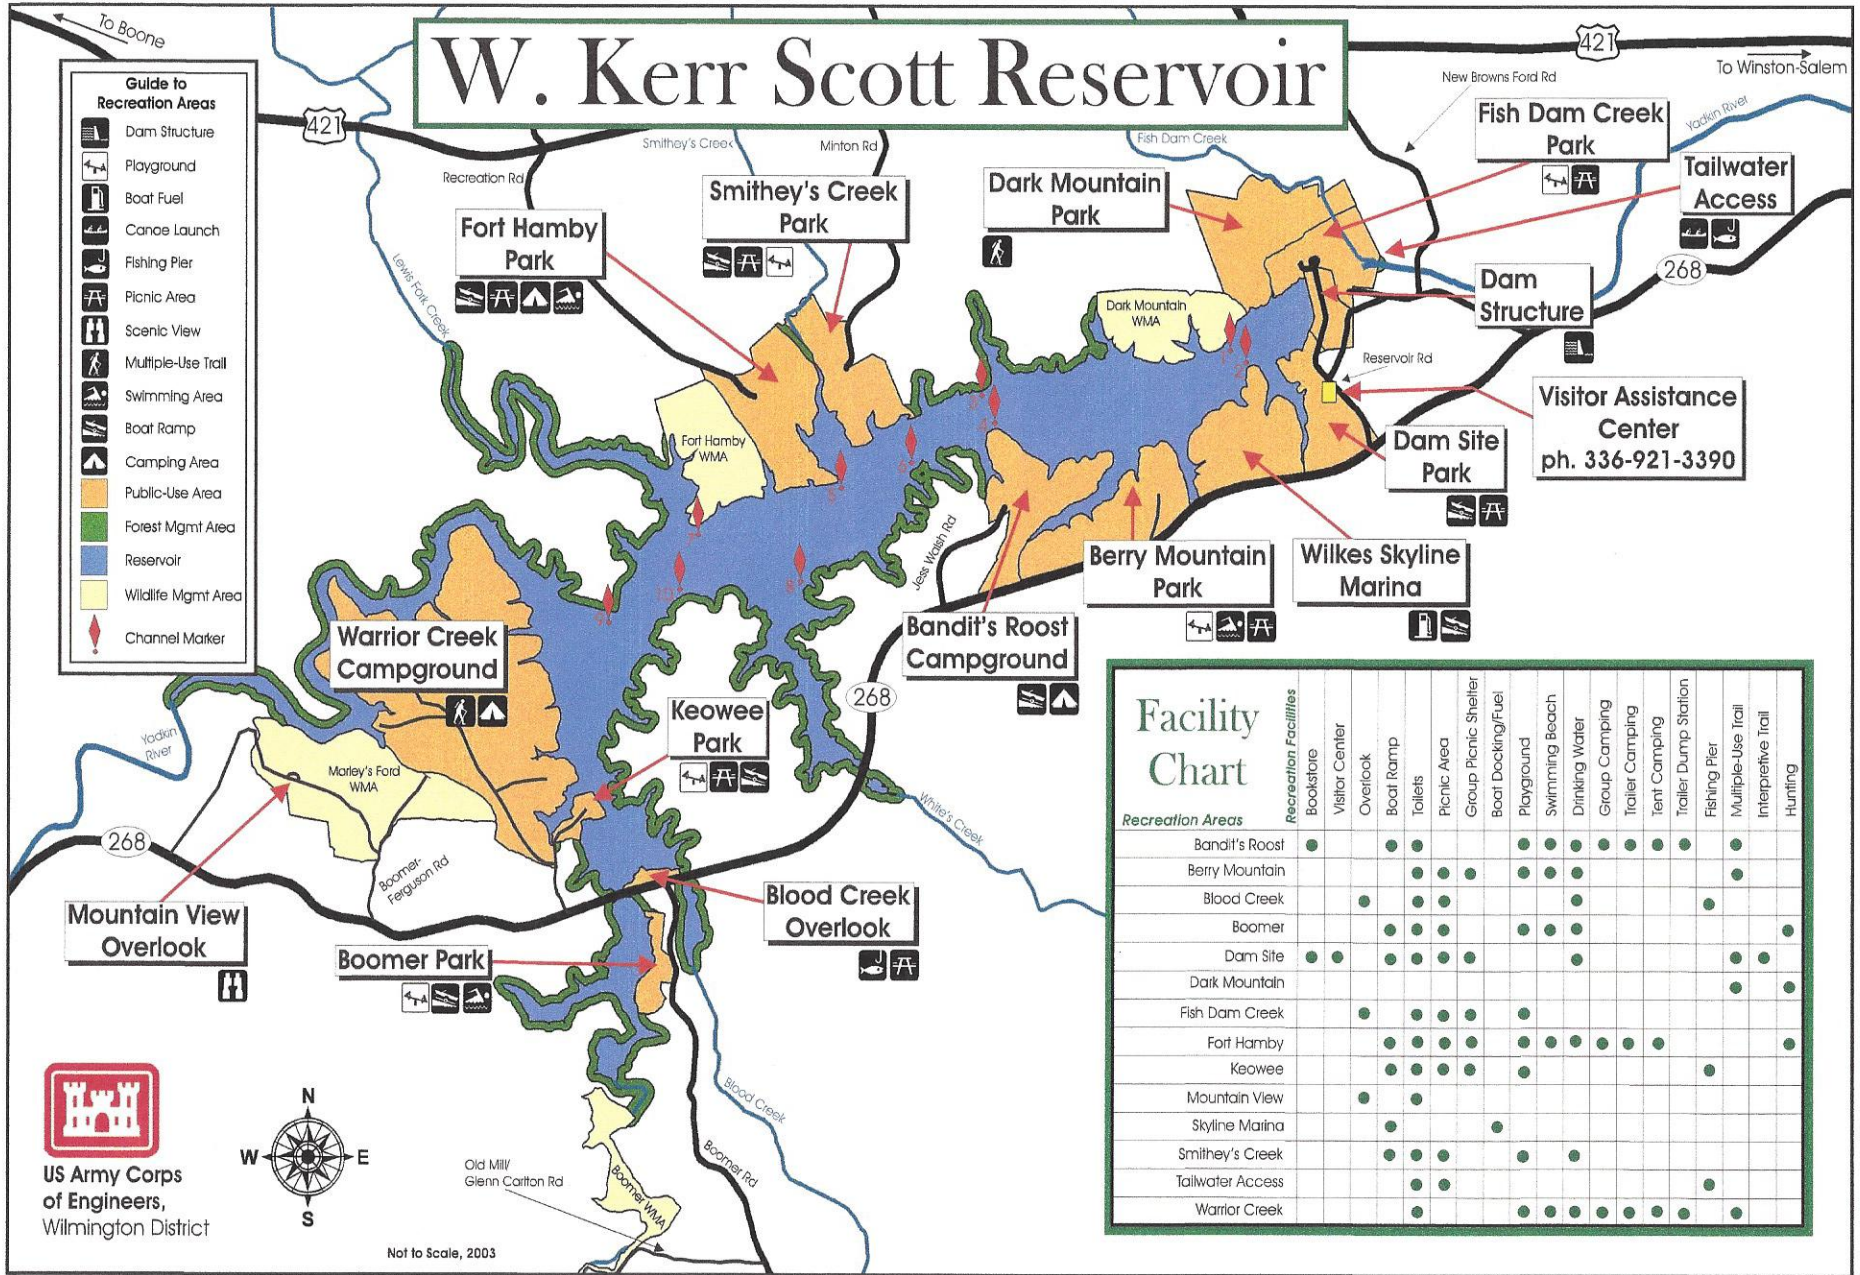 W. Kerr Scott Reservoir
To Boone
421
421
To Winston-Salem
Guide to
Recreation Areas
Dam Structure
Playground
Boat Fuel
Canoe Launch
Fishing Pier
Picnic Area
Scenic View
Multiple-Use Trail
Swimming Area
Boat Ramp
Camping Area
Public-Use Area
Forest Mgmt Area
Reservoir
Wildlife Mgmt Area
Channel Marker
New Browns Ford Rd
Yadkin River
Fish Dam Creek
Smithey's Creek
Minton Rd
Recreation Rd
Lewis Fork Creek
Fish Dam Creek
Park
Tailwater
Access
Dark Mountain
Park
Smithey's Creek
Park
Fort Hamby
Park
268
Dam
Structure
Dark Mountain
WMA
Reservoir Rd
Visitor Assistance
Center
ph. 336-921-3390
Dam Site
Park
Fort Hamby
WMA
1
2
4
5
6
7
8
9
10
Jess Walsh Rd
Berry Mountain
Park
Wilkes Skyline
Marina
Bandit's Roost
Campground
Warrior Creek
Campground
268
Keowee
Park
Yadkin
River
Marley's Ford
WMA
White's Creek
268
Boomer-
Ferguson Rd
Mountain View
Overlook
Blood Creek
Overlook
Boomer Park
Blood Creek
Boomer Rd
Old Mill/
Glenn Carlton Rd
Boomer WMA
N
W
E
S
US Army Corps
of Engineers,
Wilmington District
Not to Scale, 2003
Facility
Chart
Recreation Areas
Recreation Facilities
Bookstore
Visitor Center
Overlook
Boat Ramp
Toilets
Picnic Area
Group Picnic Shelter
Boat Docking/Fuel
Playground
Swimming Beach
Drinking Water
Group Camping
Trailer Camping
Tent Camping
Trailer Dump Station
Fishing Pier
Multiple-Use Trail
Interpretive Trail
Hunting
Bandit's Roost
Berry Mountain
Blood Creek
Boomer
Dam Site
Dark Mountain
Fish Dam Creek
Fort Hamby
Keowee
Mountain View
Skyline Marina
Smithey's Creek
Tailwater Access
Warrior Creek